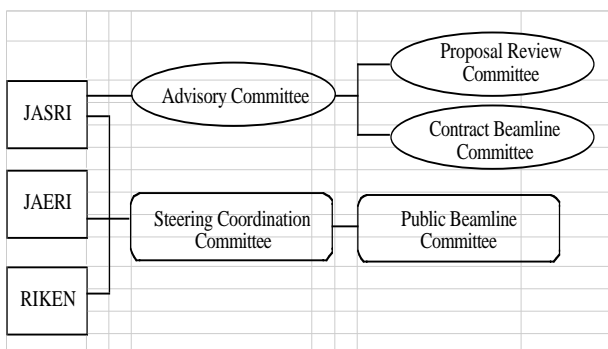 Proposal Review
Committee
Advisory Committee
JASRI
Contract Beamline
Committee
JAERI
Steering Coordination
Committee
Public Beamline
Committee
RIKEN